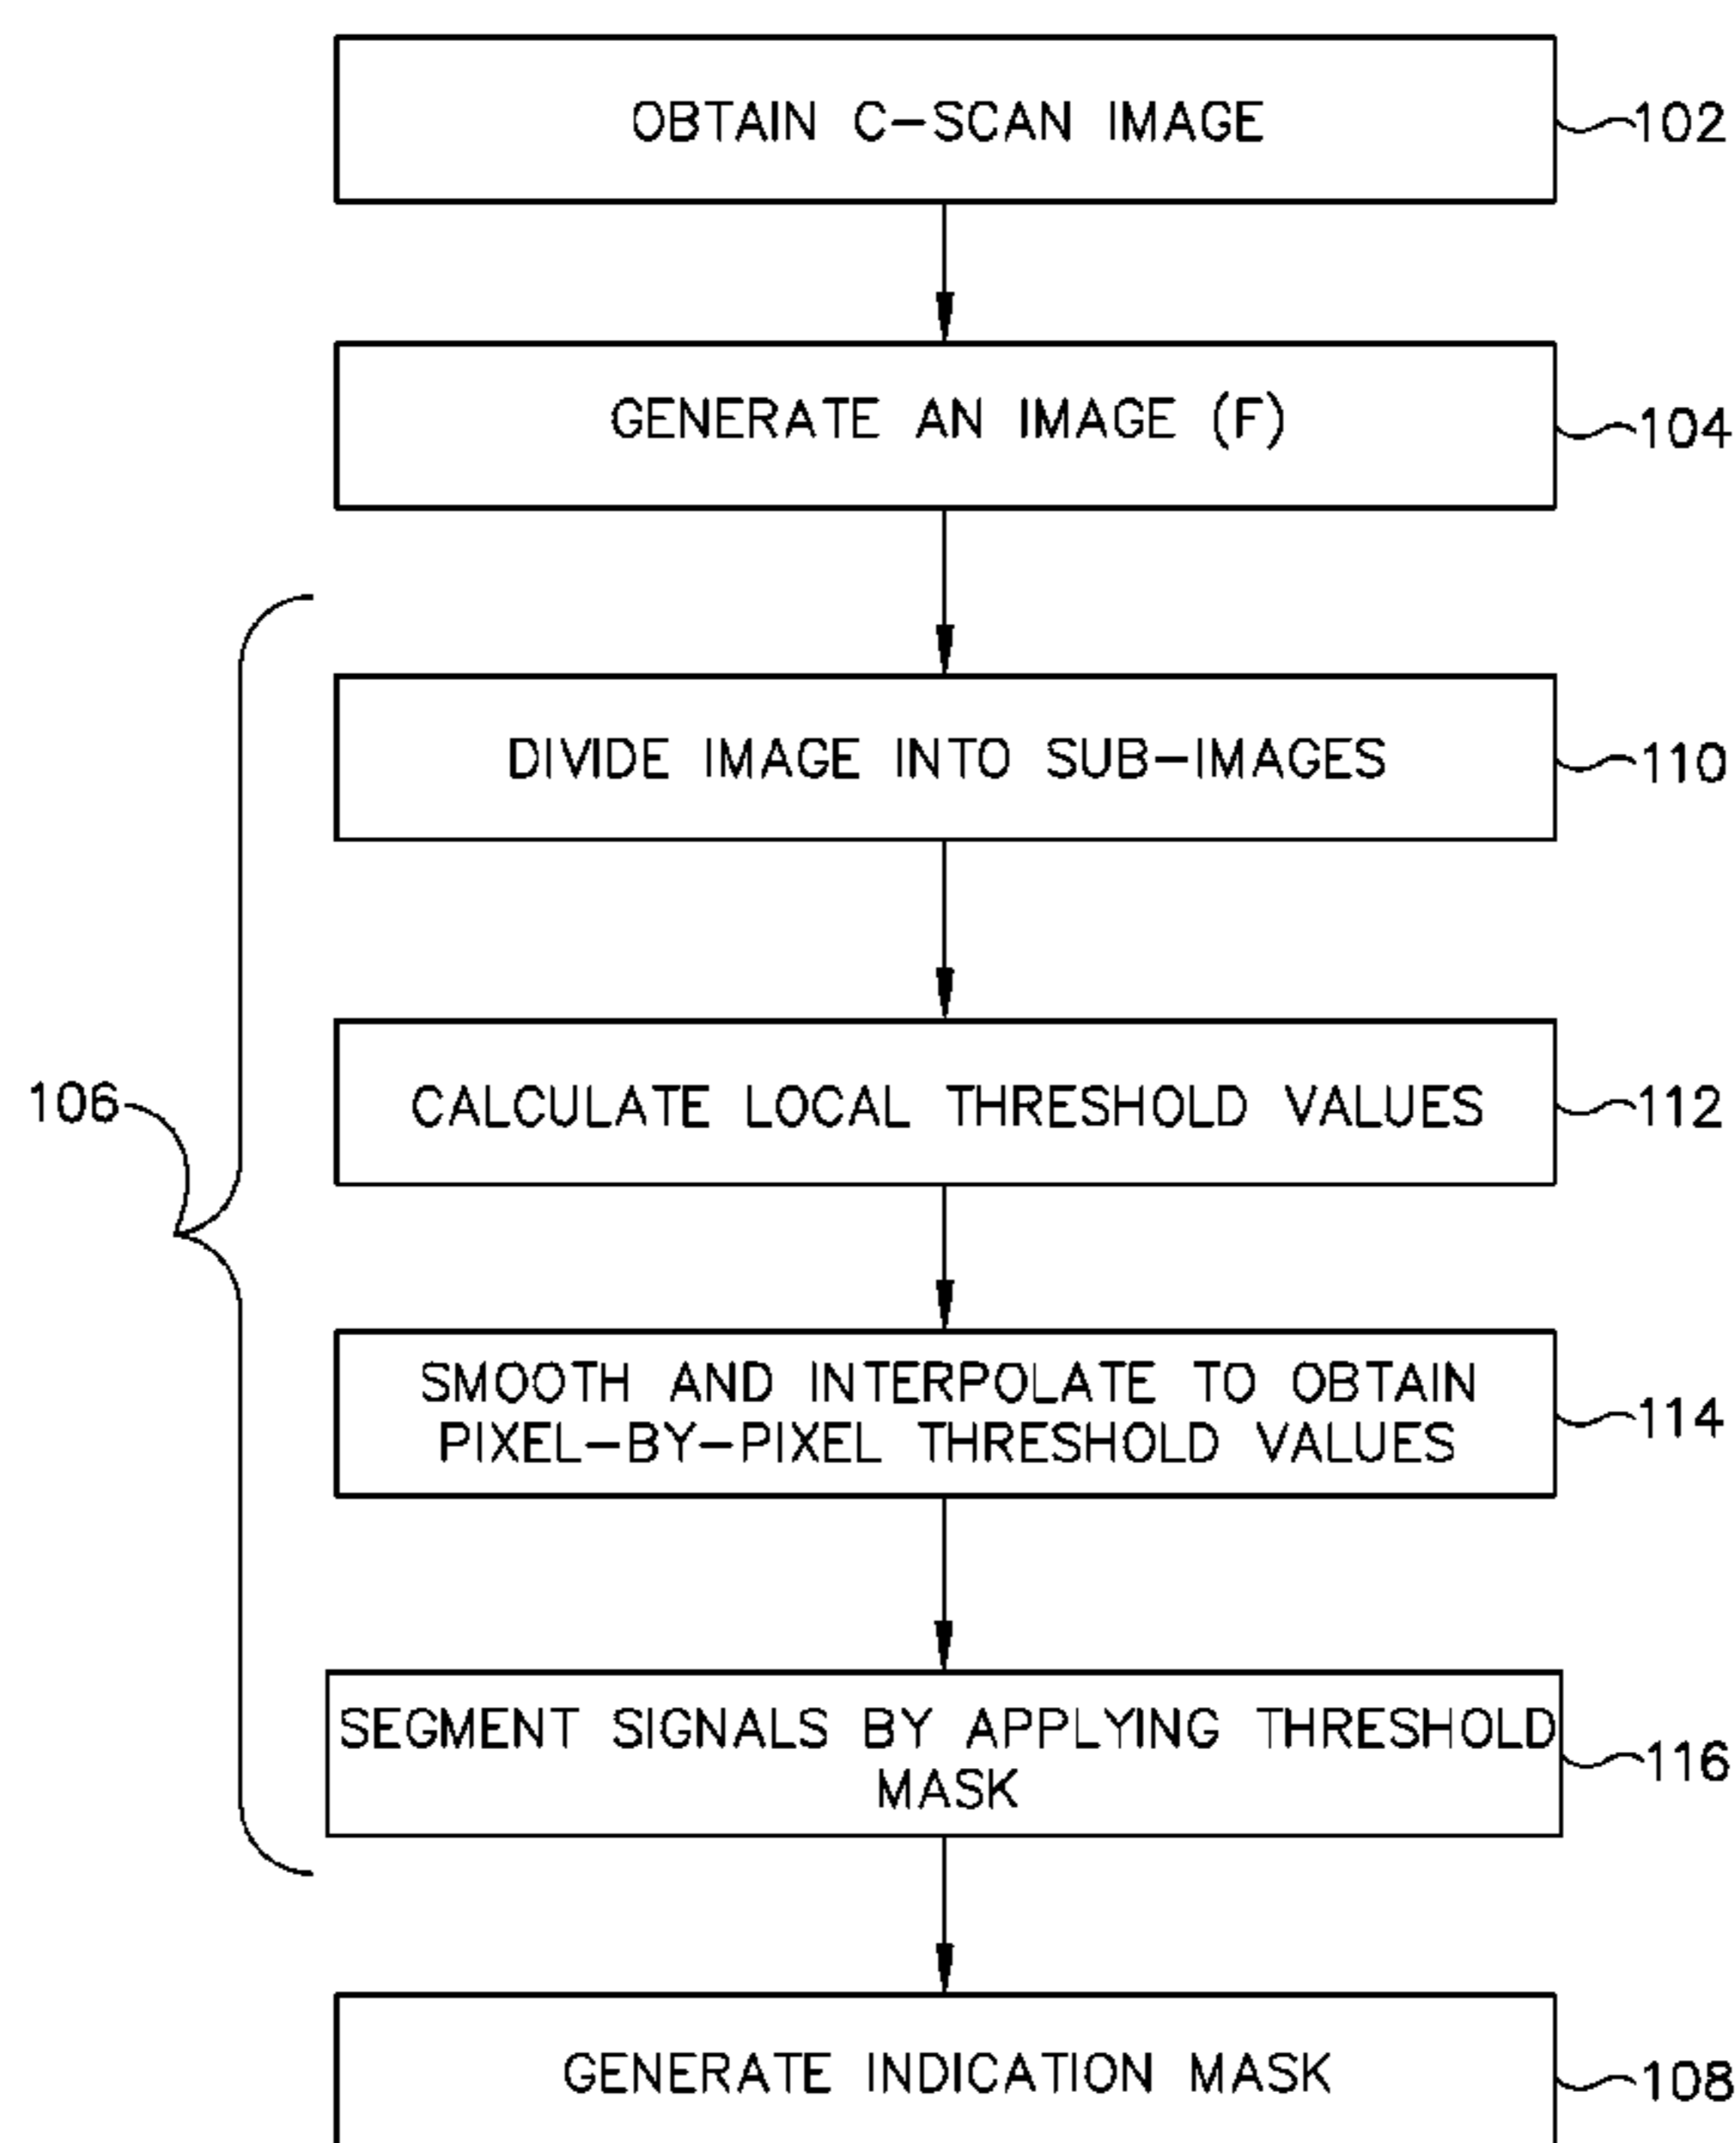 OBTAIN C-SCAN IMAGE
102
GENERATE AN IMAGE (F)
104
DIVIDE IMAGE INTO SUB-IMAGES
110
106
CALCULATE LOCAL THRESHOLD VALUES
112
SMOOTH AND INTERPOLATE TO OBTAIN
PIXEL-BY-PIXEL THRESHOLD VALUES
114
SEGMENT SIGNALS BY APPLYING THRESHOLD
MASK
116
GENERATE INDICATION MASK
108